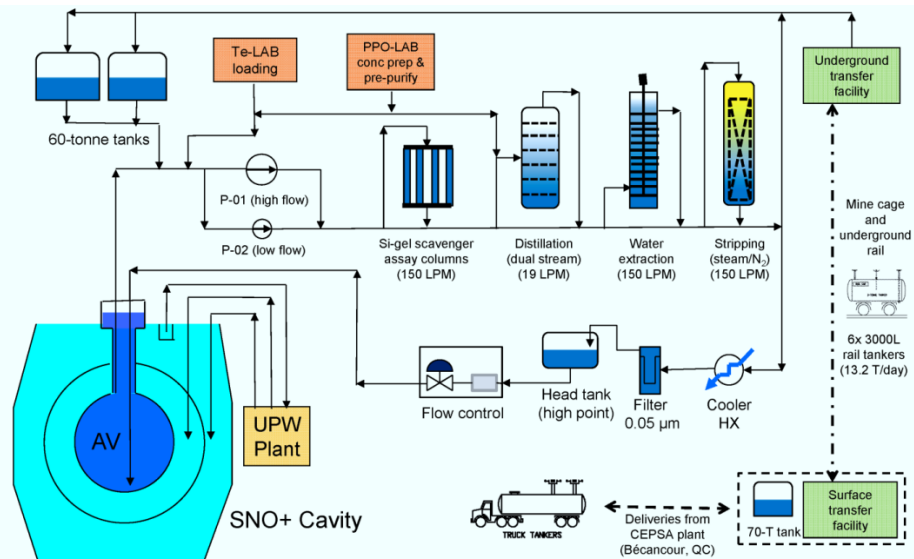 Te-LAB
loading
PPO-LAB
conc prep &
pre-purify
Underground
transfer
facility
60-tonne tanks
P-01 (high flow)
P-02 (low flow)
Si-gel scavenger
assay columns
(150 LPM)
Distillation
(dual stream)
(19 LPM)
Water
extraction
(150 LPM)
Stripping
(steam/N₂)
(150 LPM)
Mine cage
and
underground
rail
6x 3000L
rail tankers
(13.2 T/day)
Flow control
Head tank
(high point)
Filter
0.05 µm
Cooler
HX
AV
UPW
Plant
SNO+ Cavity
TRUCK TANKERS
Deliveries from
CEPSA plant
(Bécancour, QC)
70-T tank
Surface
transfer
facility